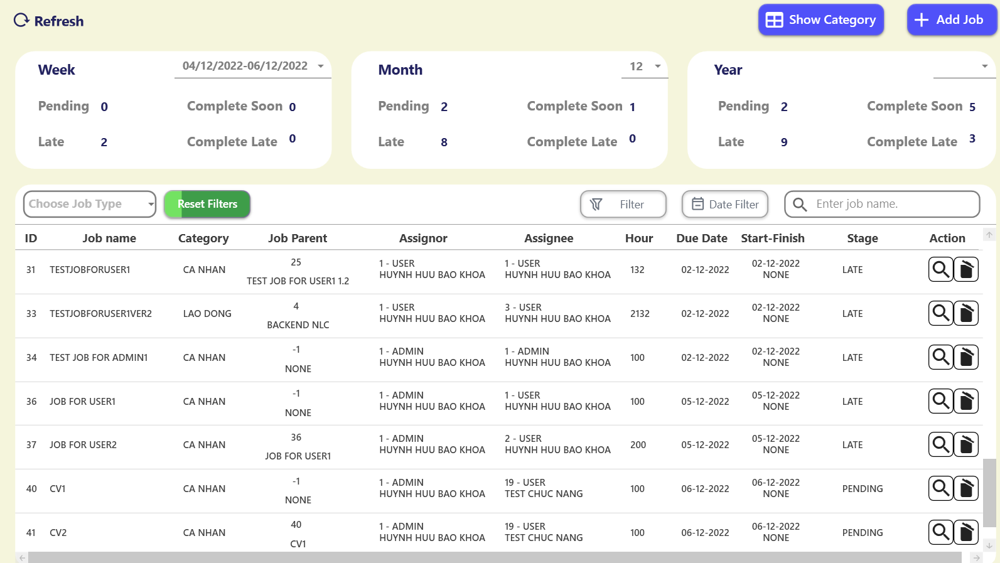 Refresh
Show Category
Add Job
Week
04/12/2022-06/12/2022
Pending 0
Complete Soon 0
Late 2
Complete Late 0
Month
12
Pending 2
Complete Soon 1
Late 8
Complete Late 0
Year
Pending 2
Complete Soon 5
Late 9
Complete Late 3
Choose Job Type
Reset Filters
Filter
Date Filter
Enter job name.
ID Job name Category Job Parent Assignor Assignee Hour Due Date Start-Finish Stage Action
31 TESTJOBFORUSER1 CA NHAN 25 1 - USER 1 - USER 132 02-12-2022 02-12-2022 LATE
TEST JOB FOR USER1 1.2 HUYNH HUU BAO KHOA HUYNH HUU BAO KHOA NONE
33 TESTJOBFORUSER1VER2 LAO DONG 4 1 - USER 3 - USER 2132 02-12-2022 02-12-2022 LATE
BACKEND NLC HUYNH HUU BAO KHOA HUYNH HUU BAO KHOA NONE
34 TEST JOB FOR ADMIN1 CA NHAN -1 1 - ADMIN 1 - ADMIN 100 02-12-2022 02-12-2022 LATE
NONE HUYNH HUU BAO KHOA HUYNH HUU BAO KHOA NONE
36 JOB FOR USER1 CA NHAN -1 1 - ADMIN 1 - USER 100 05-12-2022 05-12-2022 LATE
NONE HUYNH HUU BAO KHOA HUYNH HUU BAO KHOA NONE
37 JOB FOR USER2 CA NHAN 36 1 - ADMIN 2 - USER 200 05-12-2022 05-12-2022 LATE
JOB FOR USER1 HUYNH HUU BAO KHOA HUYNH HUU BAO KHOA NONE
40 CV1 CA NHAN -1 1 - ADMIN 19 - USER 100 06-12-2022 06-12-2022 PENDING
NONE HUYNH HUU BAO KHOA TEST CHUC NANG NONE
41 CV2 CA NHAN 40 1 - ADMIN 19 - USER 100 06-12-2022 06-12-2022 PENDING
CV1 HUYNH HUU BAO KHOA TEST CHUC NANG NONE